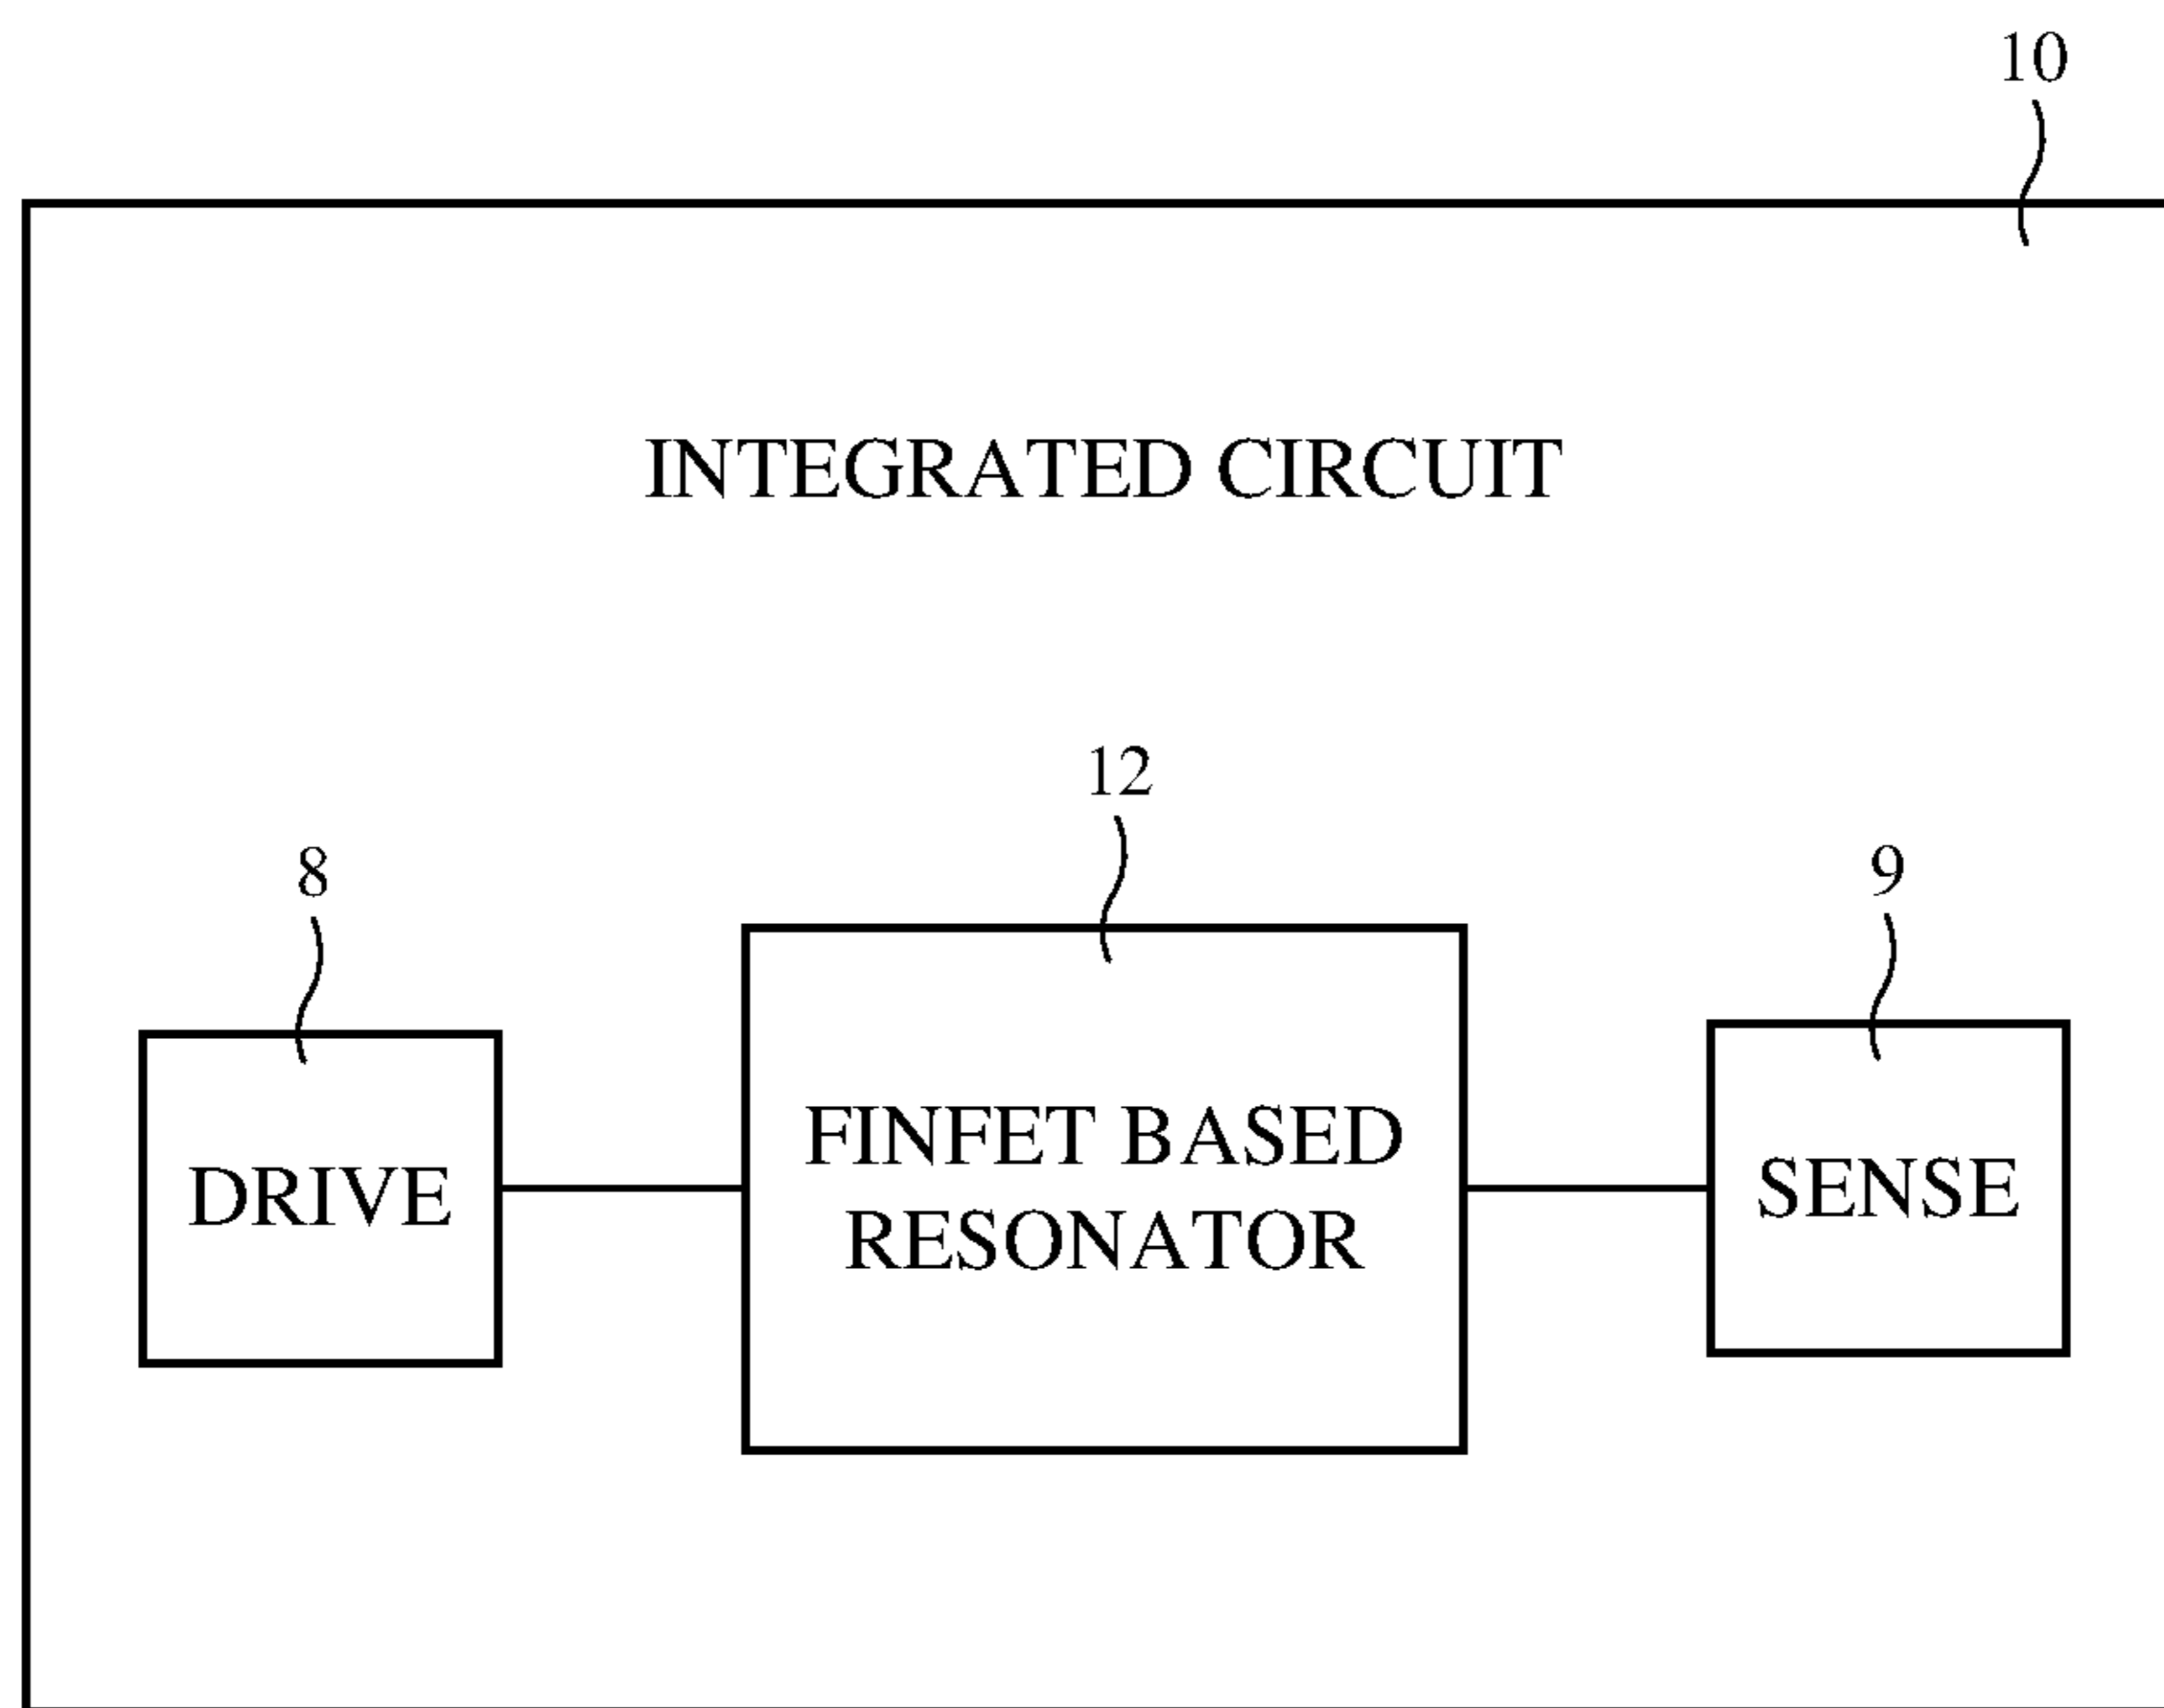 10
INTEGRATED CIRCUIT
12
8
9
FINFET BASED
RESONATOR
DRIVE
SENSE